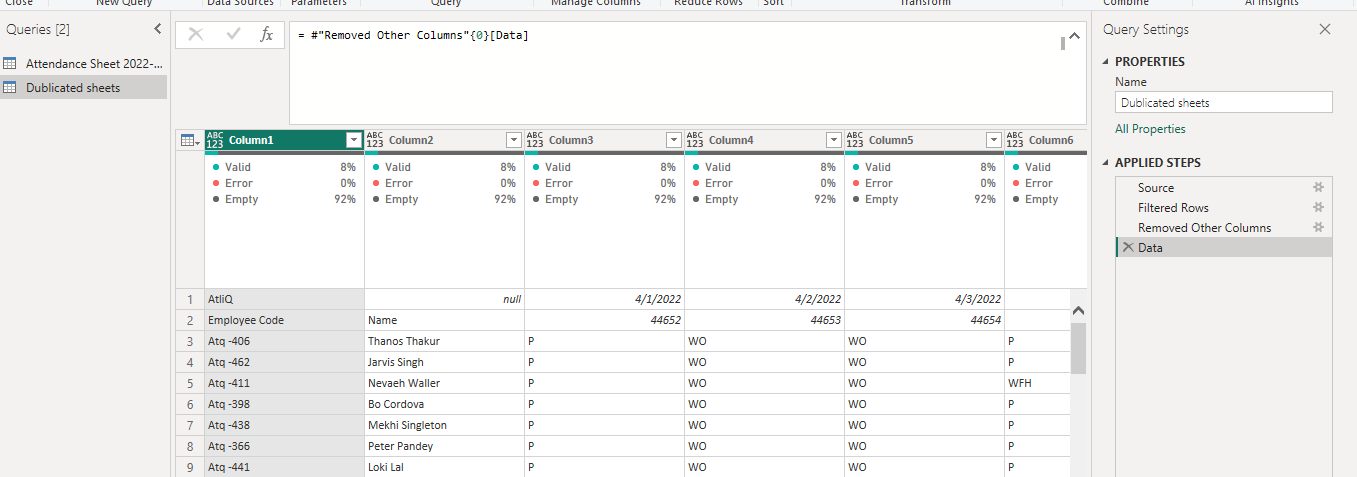 Close New Query Data Sources Parameters Query Manage Columns Reduce Rows Sort Transform Combine AI Insights
Queries [2]
Attendance Sheet 2022-...
Dublicated sheets
fx = #"Removed Other Columns"{0}[Data]
ABC 123 Column1 ABC 123 Column2 ABC 123 Column3 ABC 123 Column4 ABC 123 Column5 ABC 123 Column6
Valid 8% Valid 8% Valid 8% Valid 8% Valid 8% Valid
Error 0% Error 0% Error 0% Error 0% Error 0% Error
Empty 92% Empty 92% Empty 92% Empty 92% Empty 92% Empty
1 AtliQ null 4/1/2022 4/2/2022 4/3/2022
2 Employee Code Name 44652 44653 44654
3 Atq -406 Thanos Thakur P WO WO P
4 Atq -462 Jarvis Singh P WO WO P
5 Atq -411 Nevaeh Waller P WO WO WFH
6 Atq -398 Bo Cordova P WO WO P
7 Atq -438 Mekhi Singleton P WO WO P
8 Atq -366 Peter Pandey P WO WO P
9 Atq -441 Loki Lal P WO WO P
Query Settings
PROPERTIES
Name
Dublicated sheets
All Properties
APPLIED STEPS
Source
Filtered Rows
Removed Other Columns
Data